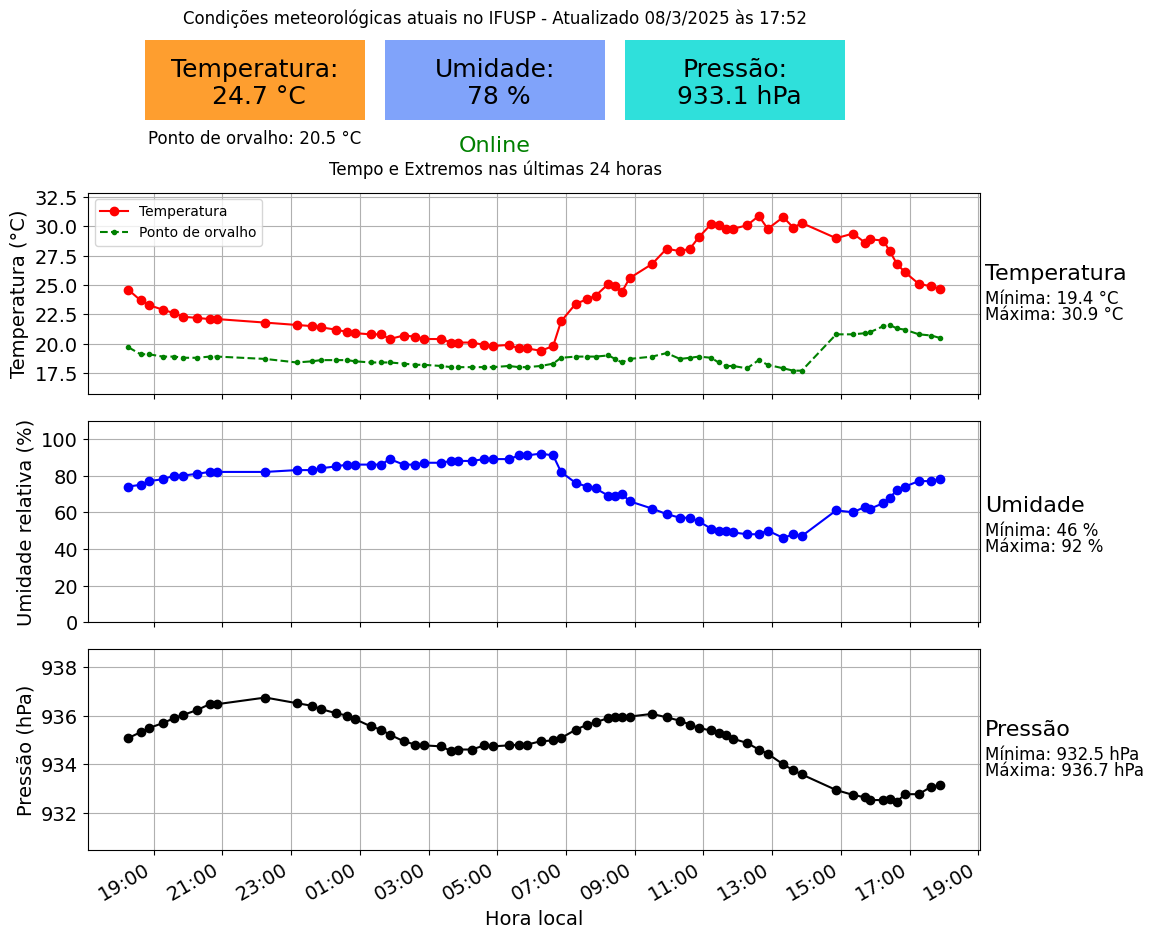 Condições meteorológicas atuais no IFUSP - Atualizado 08/3/2025 às 17:52
Temperatura:
24.7 °C
Umidade:
78 %
Pressão:
933.1 hPa
Ponto de orvalho: 20.5 °C
Online
Tempo e Extremos nas últimas 24 horas
Temperatura (°C)
32.5
30.0
27.5
25.0
22.5
20.0
17.5
Temperatura
Ponto de orvalho
Temperatura
Mínima: 19.4 °C
Máxima: 30.9 °C
Umidade relativa (%)
100
80
60
40
20
0
Umidade
Mínima: 46 %
Máxima: 92 %
Pressão (hPa)
938
936
934
932
Pressão
Mínima: 932.5 hPa
Máxima: 936.7 hPa
19:00
21:00
23:00
01:00
03:00
05:00
07:00
09:00
11:00
13:00
15:00
17:00
19:00
Hora local